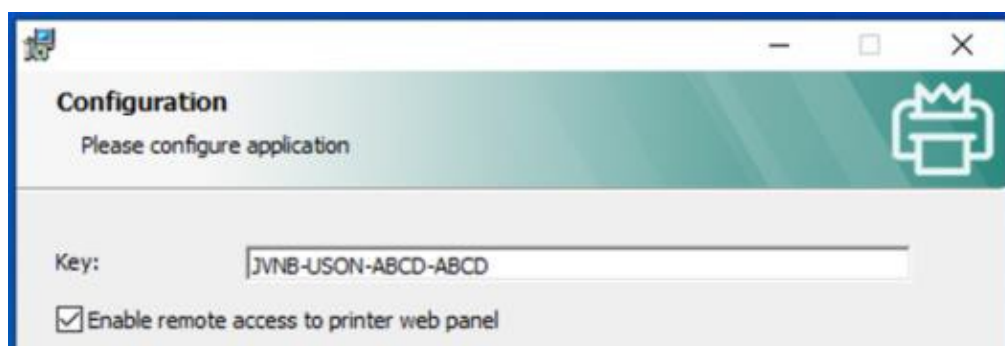 Configuration
Please configure application
Key: JVNB-USON-ABCD-ABCD
Enable remote access to printer web panel